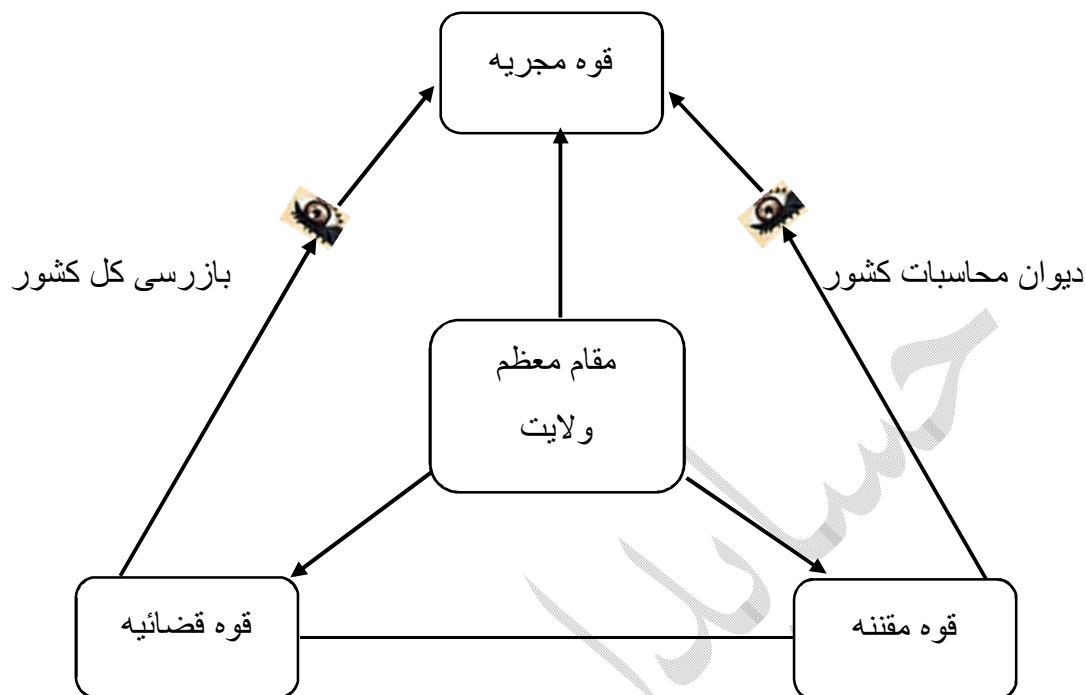 قوه مجریه
بازرسی کل کشور
دیوان محاسبات کشور
مقام معظم
ولایت
قوه قضائیه
قوه مقننه